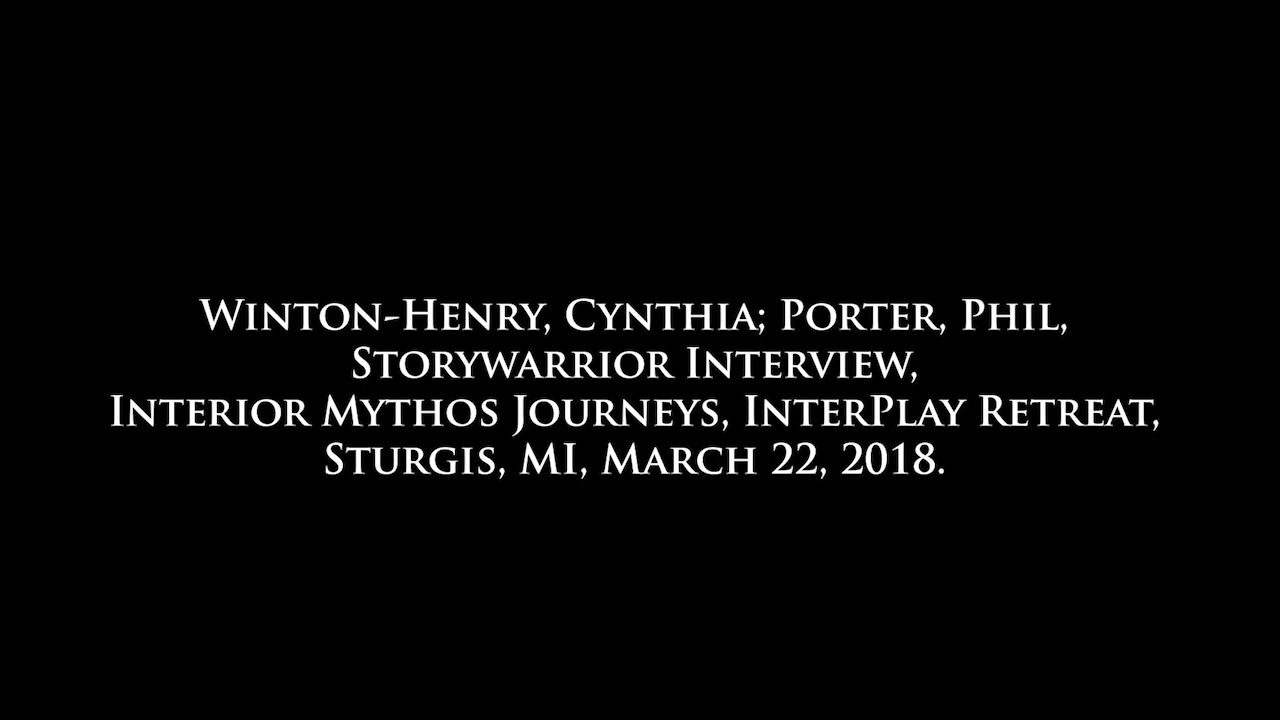 Winton-Henry, Cynthia; Porter, Phil,
Storywarrior Interview,
Interior Mythos Journeys, InterPlay Retreat,
Sturgis, MI, March 22, 2018.